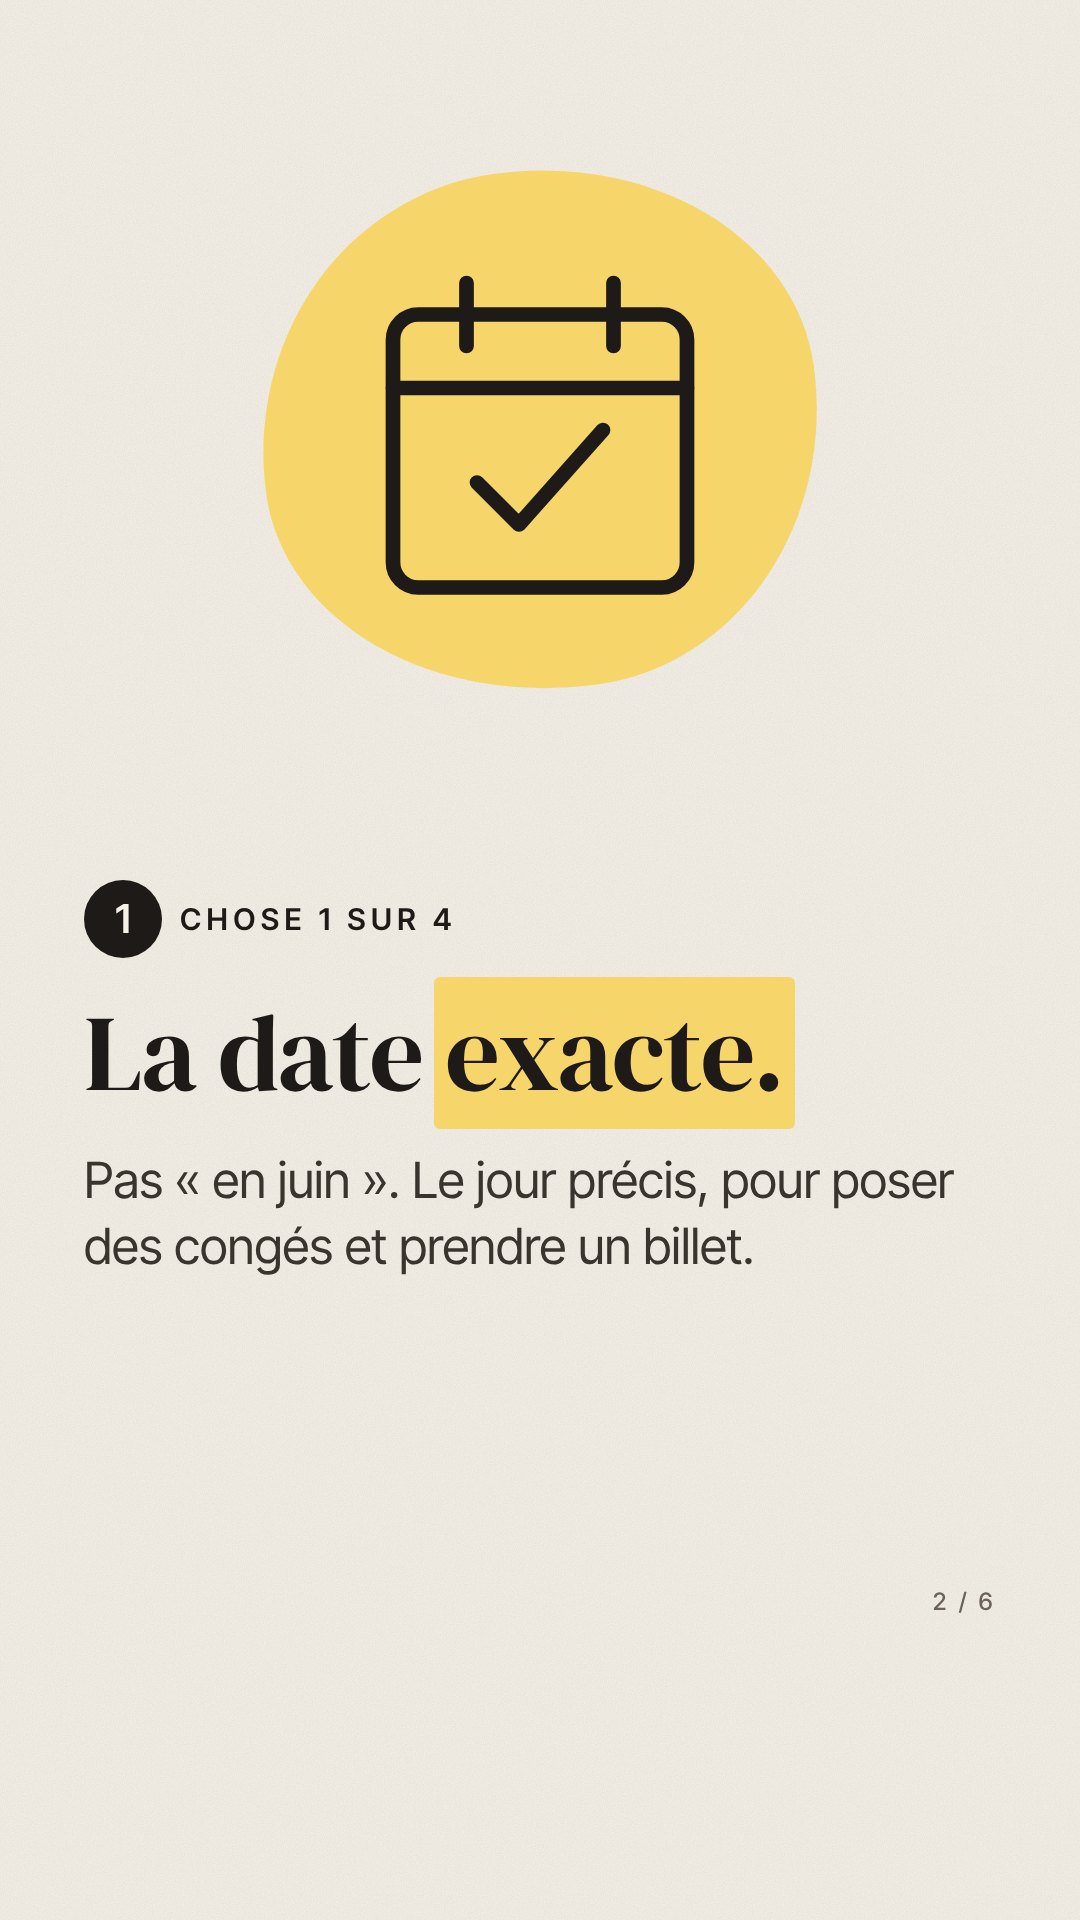 1 CHOSE 1 SUR 4
La date exacte.
Pas « en juin ». Le jour précis, pour poser
des congés et prendre un billet.
2 / 6